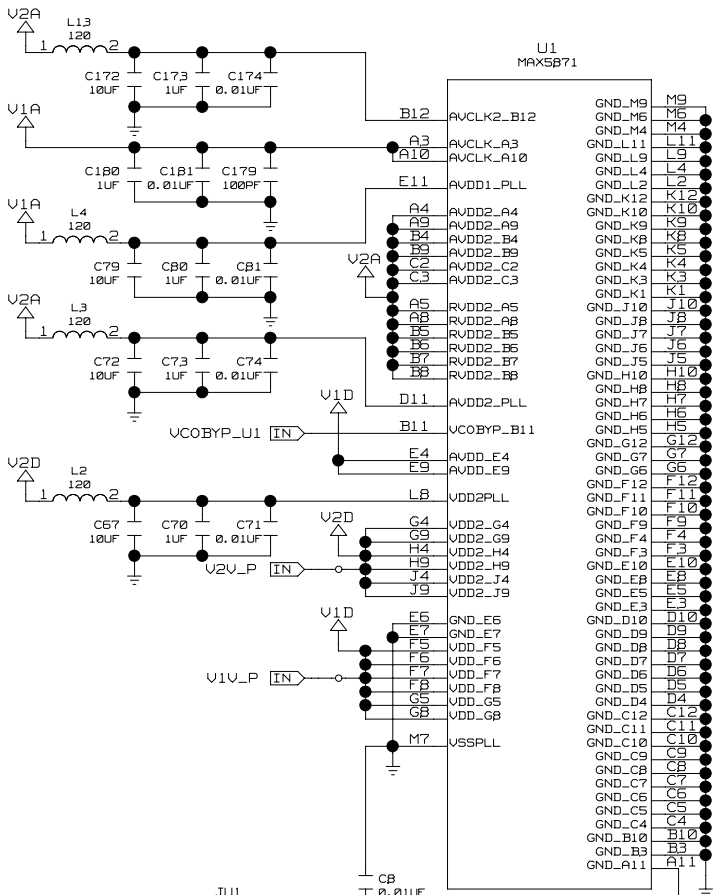 V2A
L13
120
1 2
C172
10UF
C173
1UF
C174
0.01UF
V1A
C180
1UF
C181
0.01UF
C179
100PF
V1A
L4
120
1 2
C79
10UF
C80
1UF
C81
0.01UF
V2A
L3
120
1 2
C72
10UF
C73
1UF
C74
0.01UF
V2A
V1D
VCOBYP_U1 IN
V2D
L2
120
1 2
C67
10UF
C70
1UF
C71
0.01UF
V2D
V2V_P IN
V1D
V1V_P IN
C8
0.01UF
JU1
U1
MAX5871
B12 AVCLK2_B12
A3 AVCLK_A3
A10 AVCLK_A10
E11 AVDD1_PLL
A4 AVDD2_A4
A9 AVDD2_A9
B4 AVDD2_B4
B9 AVDD2_B9
C2 AVDD2_C2
C3 AVDD2_C3
A5 RVDD2_A5
A8 RVDD2_A8
B5 RVDD2_B5
B6 RVDD2_B6
B7 RVDD2_B7
B8 RVDD2_B8
D11 AVDD2_PLL
B11 VCOBYP_B11
E4 AVDD_E4
E9 AVDD_E9
L8 VDD2PLL
G4 VDD2_G4
G9 VDD2_G9
H4 VDD2_H4
H9 VDD2_H9
J4 VDD2_J4
J9 VDD2_J9
E6 GND_E6
E7 GND_E7
F5 VDD_F5
F6 VDD_F6
F7 VDD_F7
F8 VDD_F8
G5 VDD_G5
G8 VDD_G8
M7 VSSPLL
GND_M9 M9
GND_M6 M6
GND_M4 M4
GND_L11 L11
GND_L9 L9
GND_L4 L4
GND_L2 L2
GND_K12 K12
GND_K10 K10
GND_K9 K9
GND_K8 K8
GND_K5 K5
GND_K4 K4
GND_K3 K3
GND_K1 K1
GND_J10 J10
GND_J8 J8
GND_J7 J7
GND_J6 J6
GND_J5 J5
GND_H10 H10
GND_H8 H8
GND_H7 H7
GND_H6 H6
GND_H5 H5
GND_G12 G12
GND_G7 G7
GND_G6 G6
GND_F12 F12
GND_F11 F11
GND_F10 F10
GND_F9 F9
GND_F4 F4
GND_F3 F3
GND_E10 E10
GND_E8 E8
GND_E5 E5
GND_E3 E3
GND_D10 D10
GND_D9 D9
GND_D8 D8
GND_D7 D7
GND_D6 D6
GND_D5 D5
GND_D4 D4
GND_C12 C12
GND_C11 C11
GND_C10 C10
GND_C9 C9
GND_C8 C8
GND_C7 C7
GND_C6 C6
GND_C5 C5
GND_C4 C4
GND_B10 B10
GND_B3 B3
GND_A11 A11